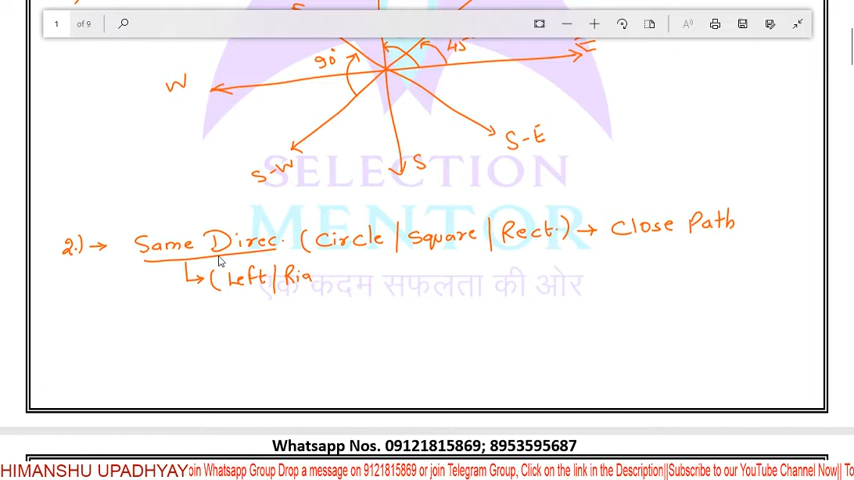 1 of 9
90° 45°
E
W
S-E
S-W
S
SELECTION
MENTOR
एक कदम सफलता की ओर
2.) → Same Direc. (Circle | Square | Rect.) → Close Path
↳ (Left | Rig
Whatsapp Nos. 09121815869; 8953595687
HIMANSHU UPADHYAY oin Whatsapp Group Drop a message on 9121815869 or join Telegram Group, Click on the Link in the Description||Subscribe to our YouTube Channel Now||To